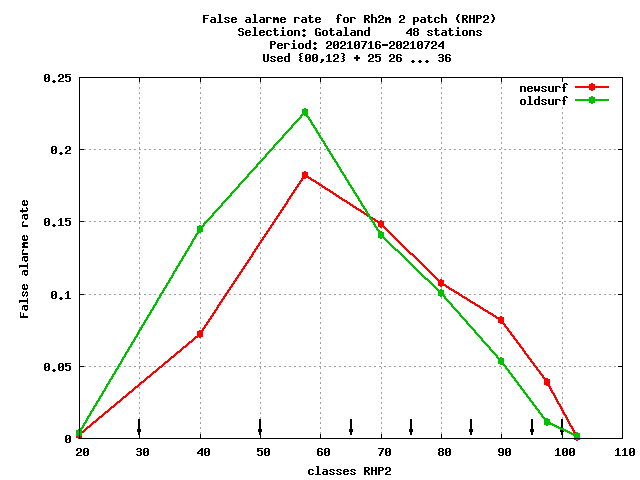 False alarme rate  for Rh2m 2 patch (RHP2)
Selection: Gotaland     48 stations
Period: 20210716-20210724
Used {00,12} + 25 26 ... 36
newsurf
oldsurf
0.25
0.2
0.15
0.1
0.05
0
False alarme rate
20 30 40 50 60 70 80 90 100 110
classes RHP2